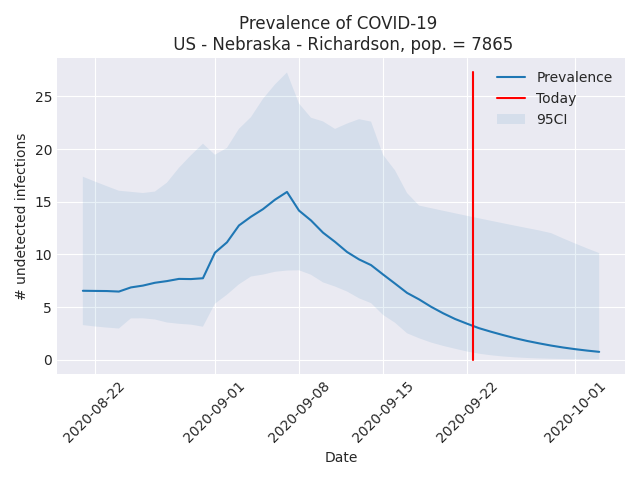 Prevalence of COVID-19
US - Nebraska - Richardson, pop. = 7865
Prevalence
Today
95CI
# undetected infections
25
20
15
10
5
0
2020-08-22
2020-09-01
2020-09-08
2020-09-15
2020-09-22
2020-10-01
Date